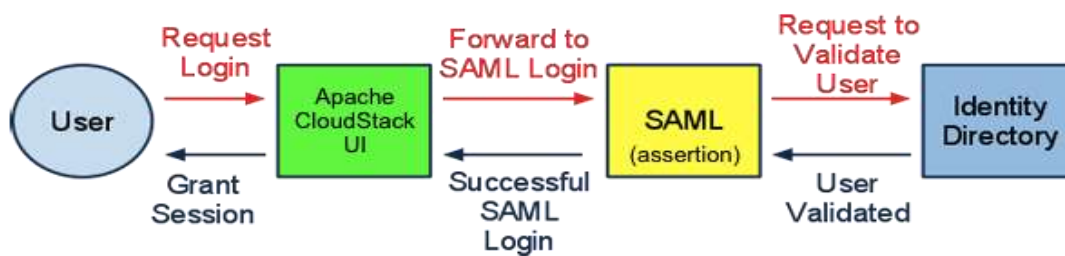 Request
Login
Forward to
SAML Login
Request to
Validate
User
User
Apache
CloudStack
UI
SAML
(assertion)
Identity
Directory
Grant
Session
Successful
SAML
Login
User
Validated